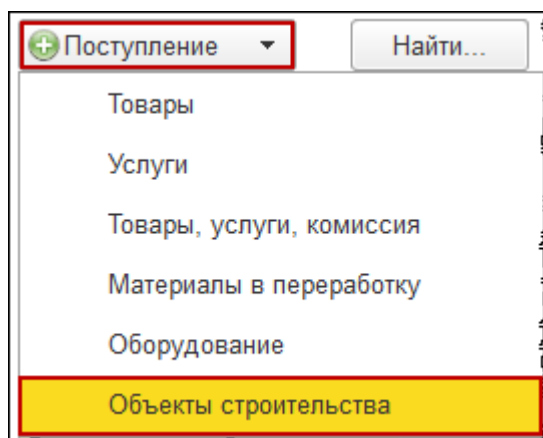 Поступление
Найти...
Товары
Услуги
Товары, услуги, комиссия
Материалы в переработку
Оборудование
Объекты строительства